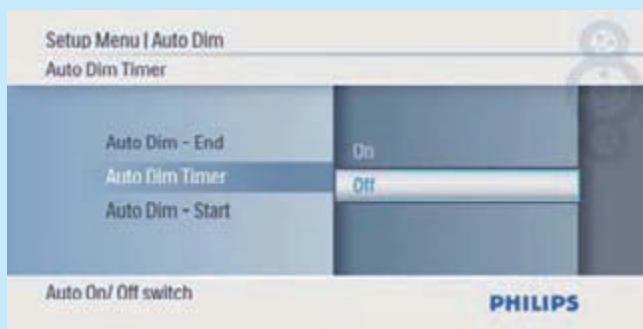 Setup Menu | Auto Dim
Auto Dim Timer
Auto Dim - End
On
Auto Dim Timer
Off
Auto Dim - Start
Auto On/ Off switch
PHILIPS